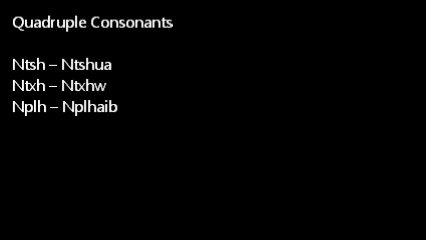 Quadruple Consonants
Ntsh – Ntshua
Ntxh – Ntxhw
Nplh – Nplhaib